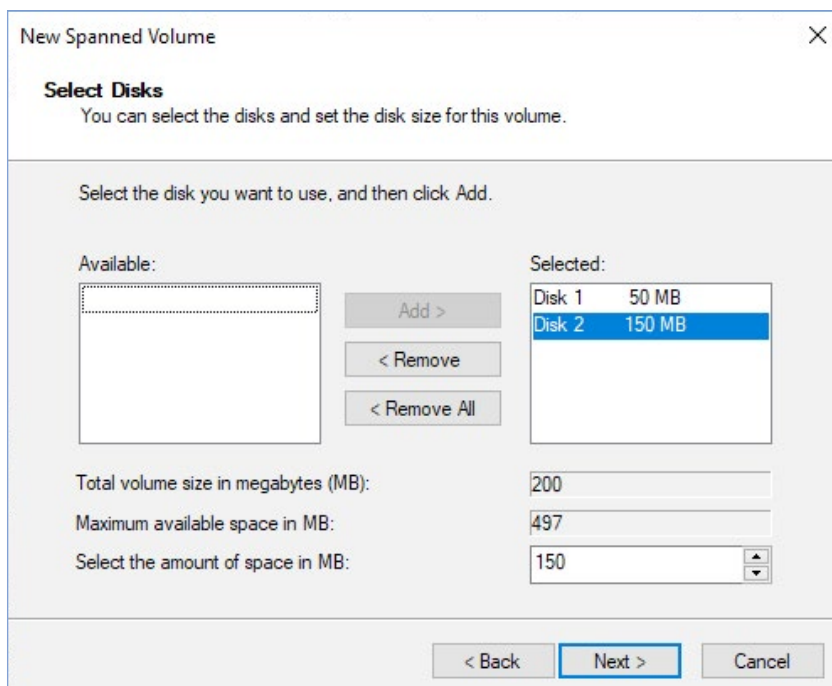 New Spanned Volume
Select Disks
You can select the disks and set the disk size for this volume.
Select the disk you want to use, and then click Add.
Available:
Selected:
Add >
< Remove
< Remove All
Disk 1 50 MB
Disk 2 150 MB
Total volume size in megabytes (MB): 200
Maximum available space in MB: 497
Select the amount of space in MB: 150
< Back Next > Cancel